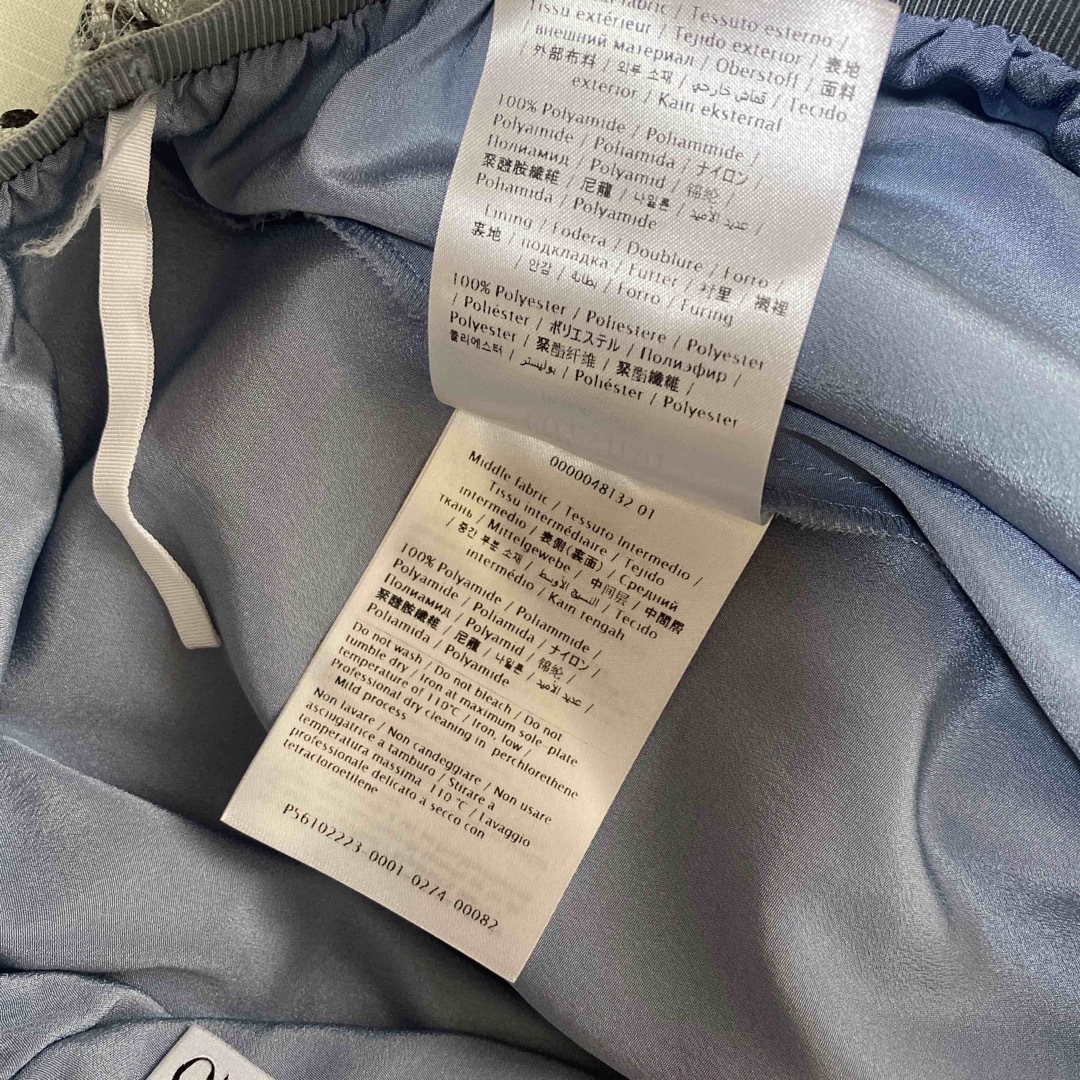 fabric / Tessuto esterno /
Tissu extérieur / Tejido exterior / 表地
/ внешний материал / Oberstoff / 面料
/ 外部布料 / 외부 소재 / قماش خارجي / Tecido
exterior / Kain eksternal
100% Polyamide / Poliammide /
Polyamide / Poliamida / ナイロン /
Полиамид / Polyamid / 锦纶 /
聚醯胺纖維 / 尼龍 / 나일론 /
Poliamida / Polyamide
Lining / Fodera / Doublure / Forro /
裏地 / подкладка / Futter / 衬里 / 襯裡
/ 안감 / بطانة / Forro / Furing
100% Polyester / Poliestere / Polyester
/ Poliéster / ポリエステル / Полиэфир /
Polyester / 聚酯纤维 / 聚酯纖維 /
폴리에스터 / بوليستر / Poliéster / Polyester
0000048132 01
Middle fabric / Tessuto Intermedio /
Tissu intermédiaire / Tejido
intermedio / 表側(裏面) / Средний
ткань / Mittelgewebe / 中间层 / 中間層
/ 중간 부분 소재 / النسيج الأوسط / Tecido
intermédio / Kain rengah
100% Polyamide / Poliammide /
Polyamide / Poliamida / ナイロン /
Полиамид / Polyamid / 锦纶 /
聚醯胺纖維 / 尼龍 / 나일론 /
Poliamida / Polyamide
Do not wash / Do not bleach / Do not
tumble dry / Iron at maximum sole plate
temperature of 110°C / Iron, low /
Professional dry cleaning in perchlorethene
Mild process
Non lavare / Non candeggiare / Non usare
asciugatrice a tamburo / Stirare a
temperatura massima 110°C / Lavaggio
professionale delicato a secco con
tetracloroetilene
P56102223-0001-0274-00082